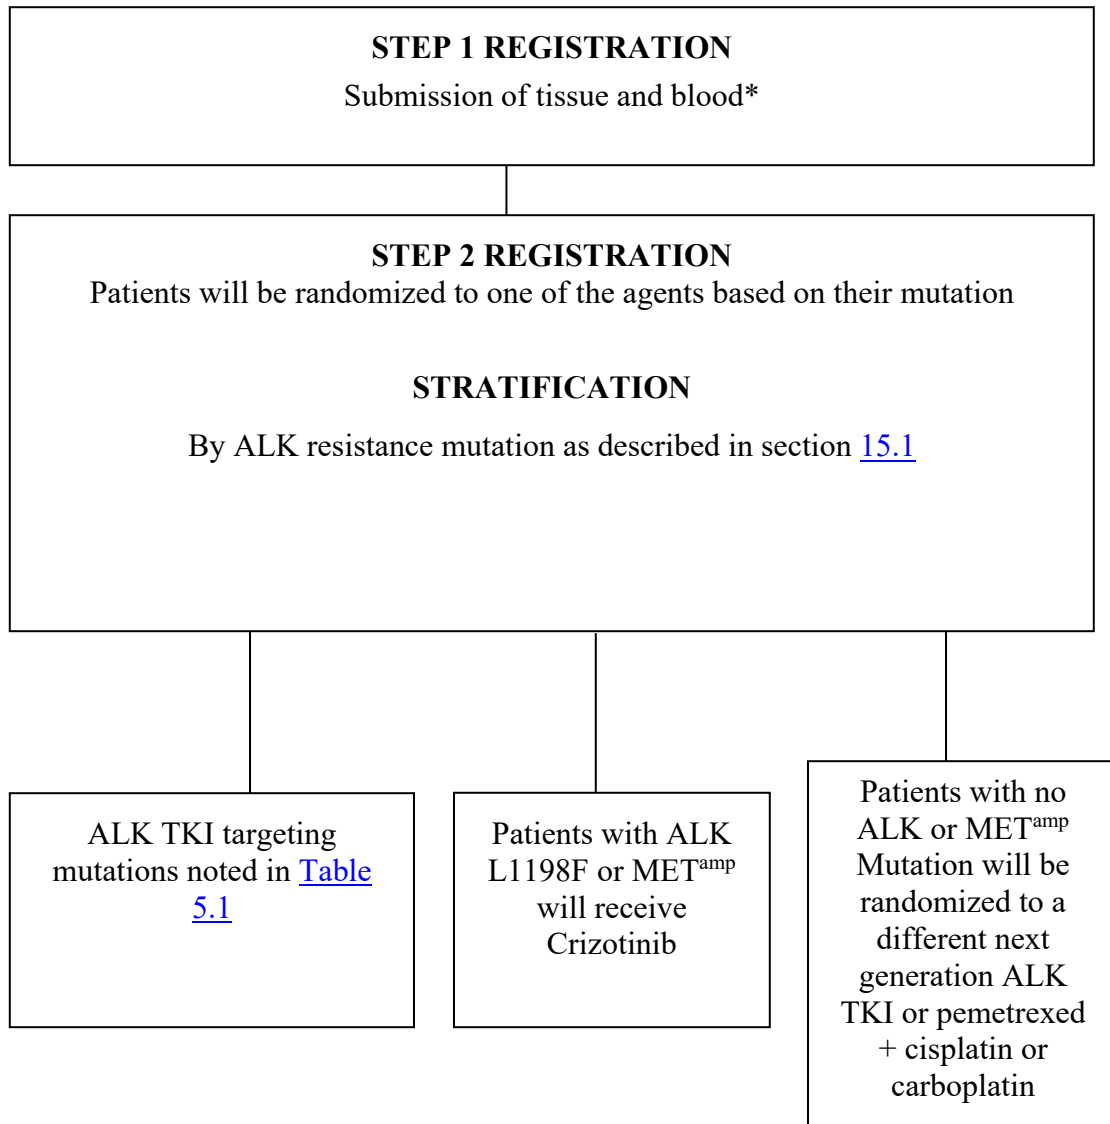 STEP 1 REGISTRATION
Submission of tissue and blood*
STEP 2 REGISTRATION
Patients will be randomized to one of the agents based on their mutation
STRATIFICATION
By ALK resistance mutation as described in section 15.1
ALK TKI targeting
mutations noted in Table
5.1
Patients with ALK
L1198F or METamp
will receive
Crizotinib
Patients with no
ALK or METamp
Mutation will be
randomized to a
different next
generation ALK
TKI or pemetrexed
+ cisplatin or
carboplatin